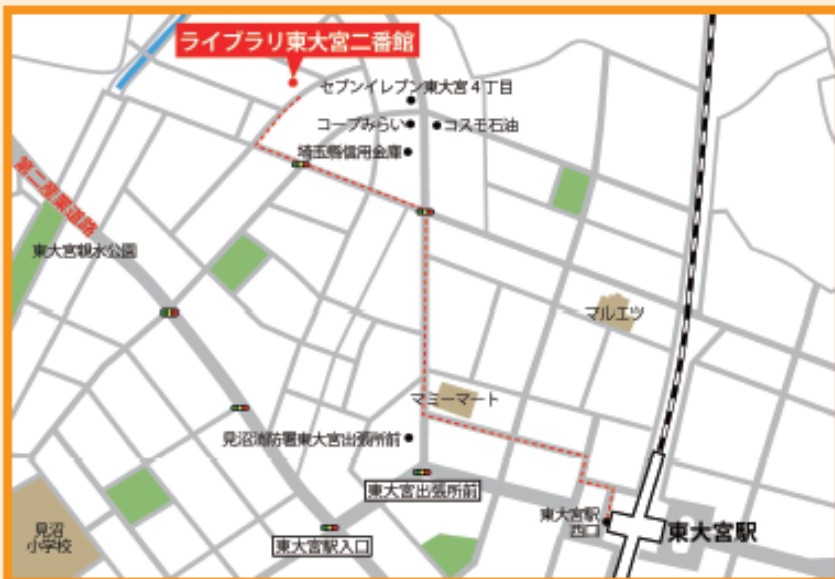 ライブラリ東大宮二番館
セブンイレブン東大宮4丁目
コープみらい
コスモ石油
埼玉縣信用金庫
第二産業道路
東大宮親水公園
マルエツ
マミーマート
見沼消防署東大宮出張所前
東大宮出張所前
東大宮駅
西口
東大宮駅
東大宮駅入口
見沼
小学校